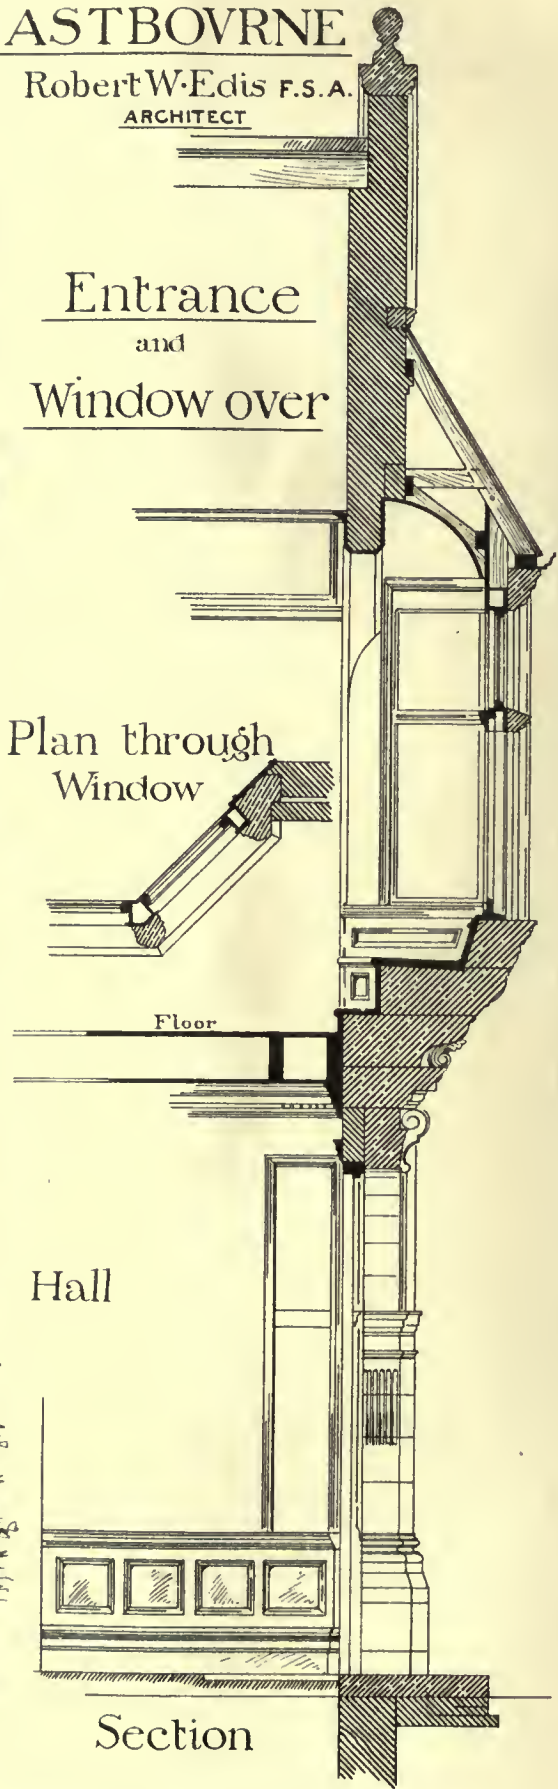 ASTBOVRNE
Robert W·Edis F.S.A.
ARCHITECT
Entrance
and
Window over
Plan through
Window
Floor
Hall
Section